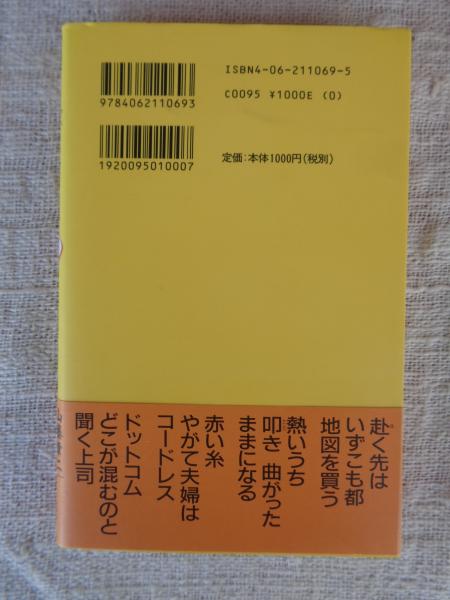 ISBN4-06-211069-5
C0095 ¥1000E (0)
9784062110693
定価：本体1000円（税別）
1920095010007
赴く先は
いずこも都
地図を買う
熱いうち
叩き 曲がった
ままになる
赤い糸
やがて夫婦は
コードレス
ドットコム
どこが混むのと
聞く上司